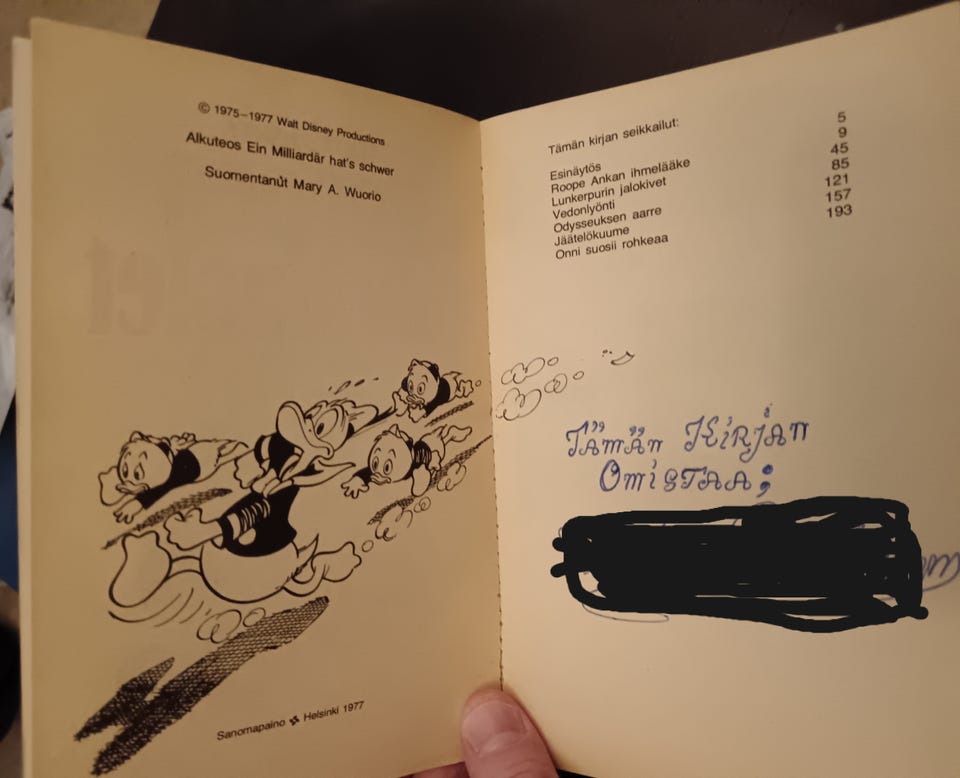 © 1975–1977 Walt Disney Productions
Alkuteos Ein Milliardär hat's schwer
Suomentanut Mary A. Wuorio
Sanomapaino Helsinki 1977
Tämän kirjan seikkailut:
Esinäytös 5
Roope Ankan ihmelääke 9
Lunkerpurin jalokivet 45
Vedonlyönti 85
Odysseuksen aarre 121
Jäätelökuume 157
Onni suosii rohkeaa 193
Tämän Kirjan
Omistaa: